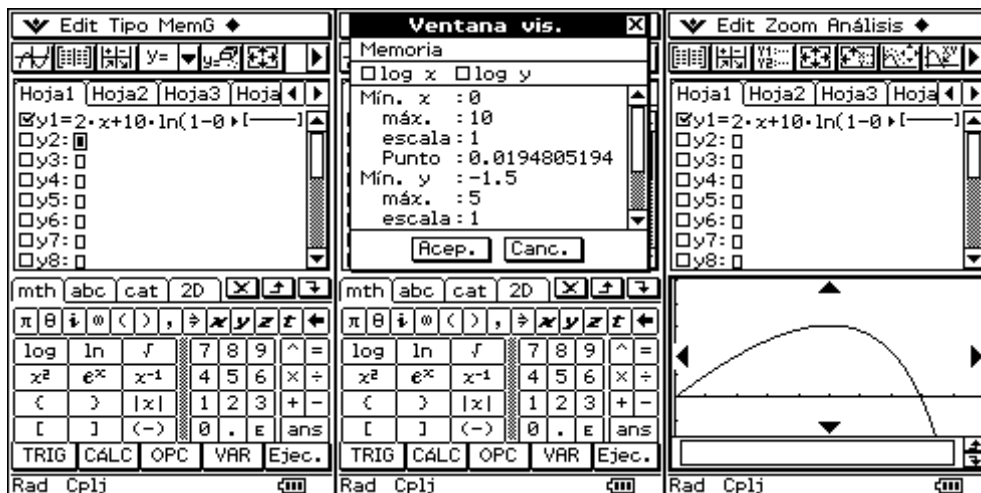 Edit Tipo MemG
y=
Hoja1 Hoja2 Hoja3 Hoja
y1=2·x+10·ln(1-0
y2:
y3:
y4:
y5:
y6:
y7:
y8:
mth abc cat 2D
π θ i ∞ ( ) , ⇒ x y z t
log ln √ 7 8 9 ^ =
x² eˣ x⁻¹ 4 5 6 × ÷
( ) |x| 1 2 3 + −
[ ] (−) 0 . E ans
TRIG CALC OPC VAR Ejec.
Rad Cplj
Ventana vis.
Memoria
log x log y
Mín. x :0
máx. :10
escala:1
Punto :0.0194805194
Mín. y :-1.5
máx. :5
escala:1
Acep. Canc.
mth abc cat 2D
π θ i ∞ ( ) , ⇒ x y z t
log ln √ 7 8 9 ^ =
x² eˣ x⁻¹ 4 5 6 × ÷
( ) |x| 1 2 3 + −
[ ] (−) 0 . E ans
TRIG CALC OPC VAR Ejec.
Rad Cplj
Edit Zoom Análisis
Hoja1 Hoja2 Hoja3 Hoja
y1=2·x+10·ln(1-0
y2:
y3:
y4:
y5:
y6:
y7:
y8:
Rad Cplj